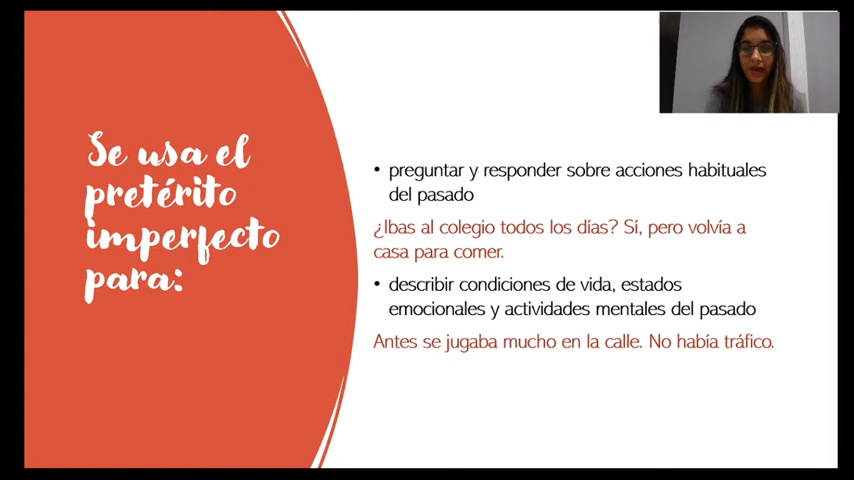 Se usa el
pretérito
imperfecto
para:
• preguntar y responder sobre acciones habituales
del pasado
¿Ibas al colegio todos los días? Sí, pero volvía a
casa para comer.
• describir condiciones de vida, estados
emocionales y actividades mentales del pasado
Antes se jugaba mucho en la calle. No había tráfico.